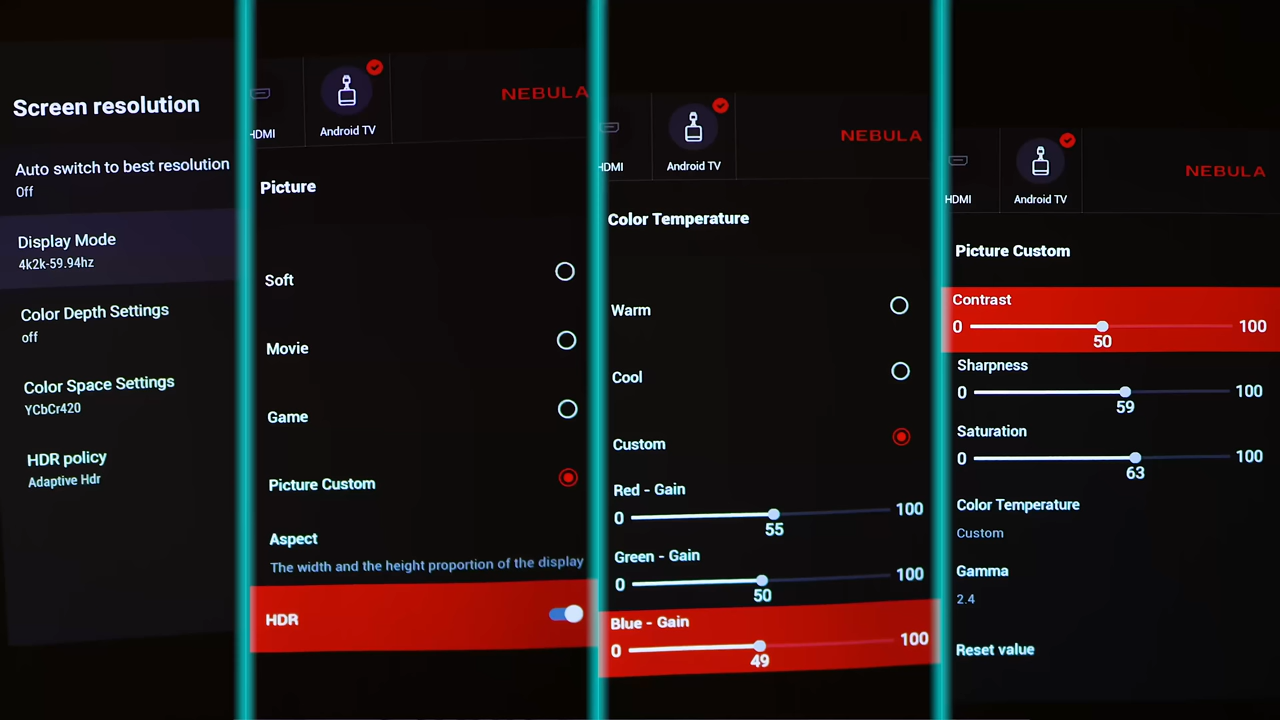 Screen resolution
Auto switch to best resolution
Off
Display Mode
4k2k-59.94hz
Color Depth Settings
off
Color Space Settings
YCbCr420
HDR policy
Adaptive Hdr
HDMI
Android TV
NEBULA
Picture
Soft
Movie
Game
Picture Custom
Aspect
The width and the height proportion of the display
HDR
HDMI
Android TV
NEBULA
Color Temperature
Warm
Cool
Custom
Red - Gain
0 100
55
Green - Gain
0 100
50
Blue - Gain
0 100
49
HDMI
Android TV
NEBULA
Picture Custom
Contrast
0 100
50
Sharpness
0 100
59
Saturation
0 100
63
Color Temperature
Custom
Gamma
2.4
Reset value